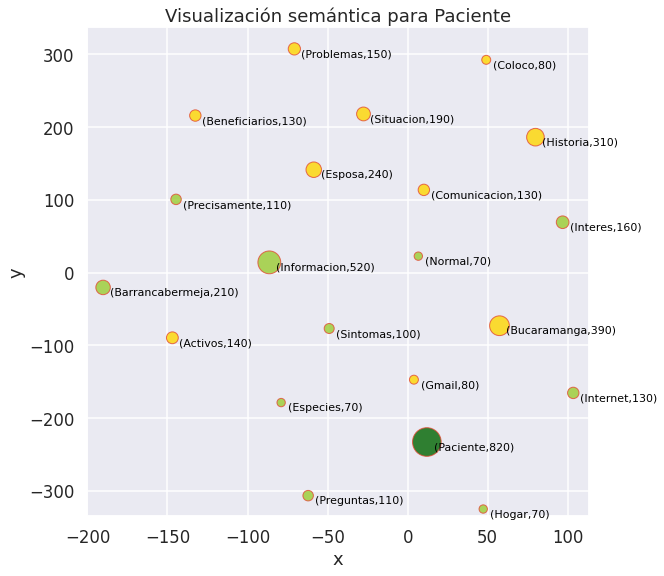 Visualización semántica para Paciente
300
200
100
0
−100
−200
−300
y
(Problemas,150)
(Coloco,80)
(Beneficiarios,130)
(Situacion,190)
(Historia,310)
(Esposa,240)
(Comunicacion,130)
(Precisamente,110)
(Interes,160)
(Normal,70)
(Informacion,520)
(Barrancabermeja,210)
(Bucaramanga,390)
(Sintomas,100)
(Activos,140)
(Gmail,80)
(Internet,130)
(Especies,70)
(Paciente,820)
(Preguntas,110)
(Hogar,70)
−200 −150 −100 −50 0 50 100
x